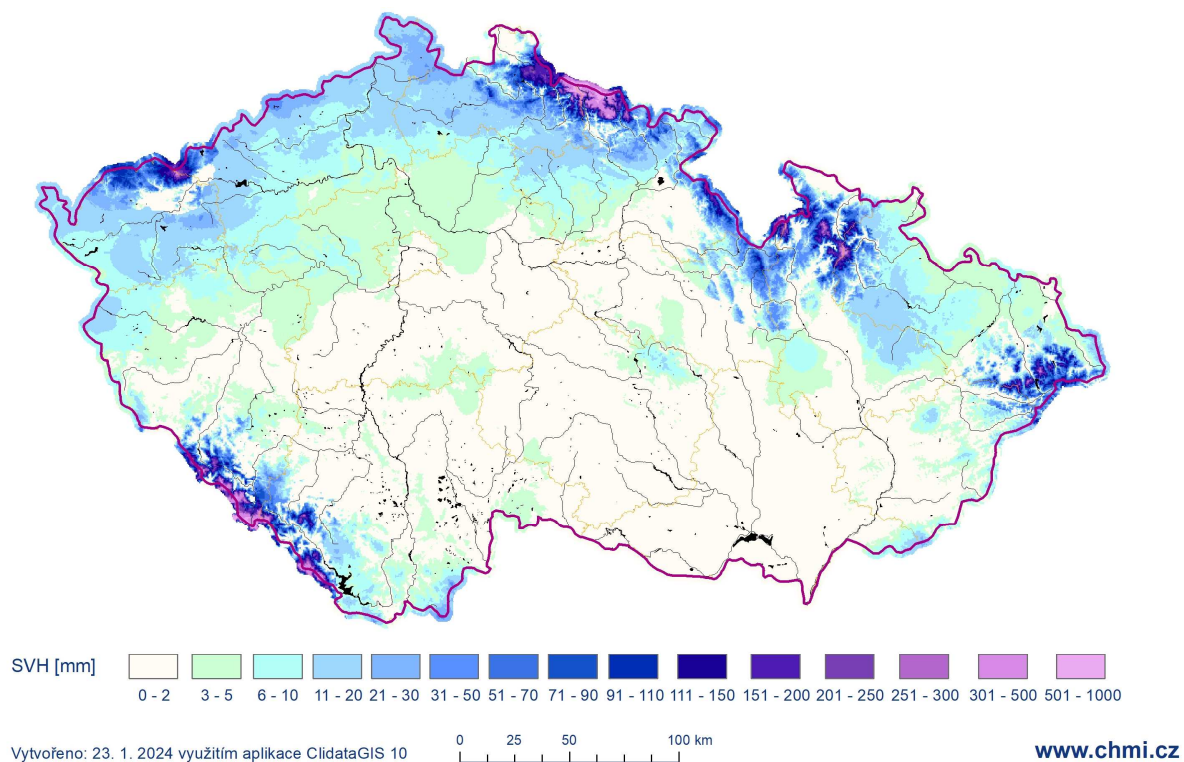 SVH [mm]
0 - 2 3 - 5 6 - 10 11 - 20 21 - 30 31 - 50 51 - 70 71 - 90 91 - 110 111 - 150 151 - 200 201 - 250 251 - 300 301 - 500 501 - 1000
0 25 50 100 km
Vytvořeno: 23. 1. 2024 využitím aplikace ClidataGIS 10
www.chmi.cz